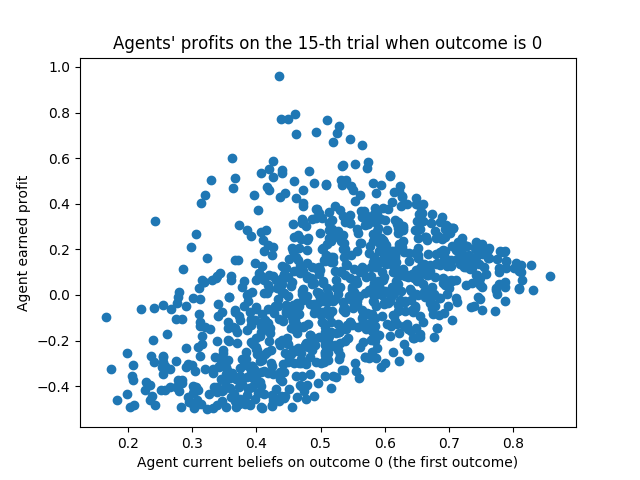 Agents' profits on the 15-th trial when outcome is 0
1.0
0.8
0.6
0.4
0.2
0.0
−0.2
−0.4
Agent earned profit
0.2 0.3 0.4 0.5 0.6 0.7 0.8
Agent current beliefs on outcome 0 (the first outcome)